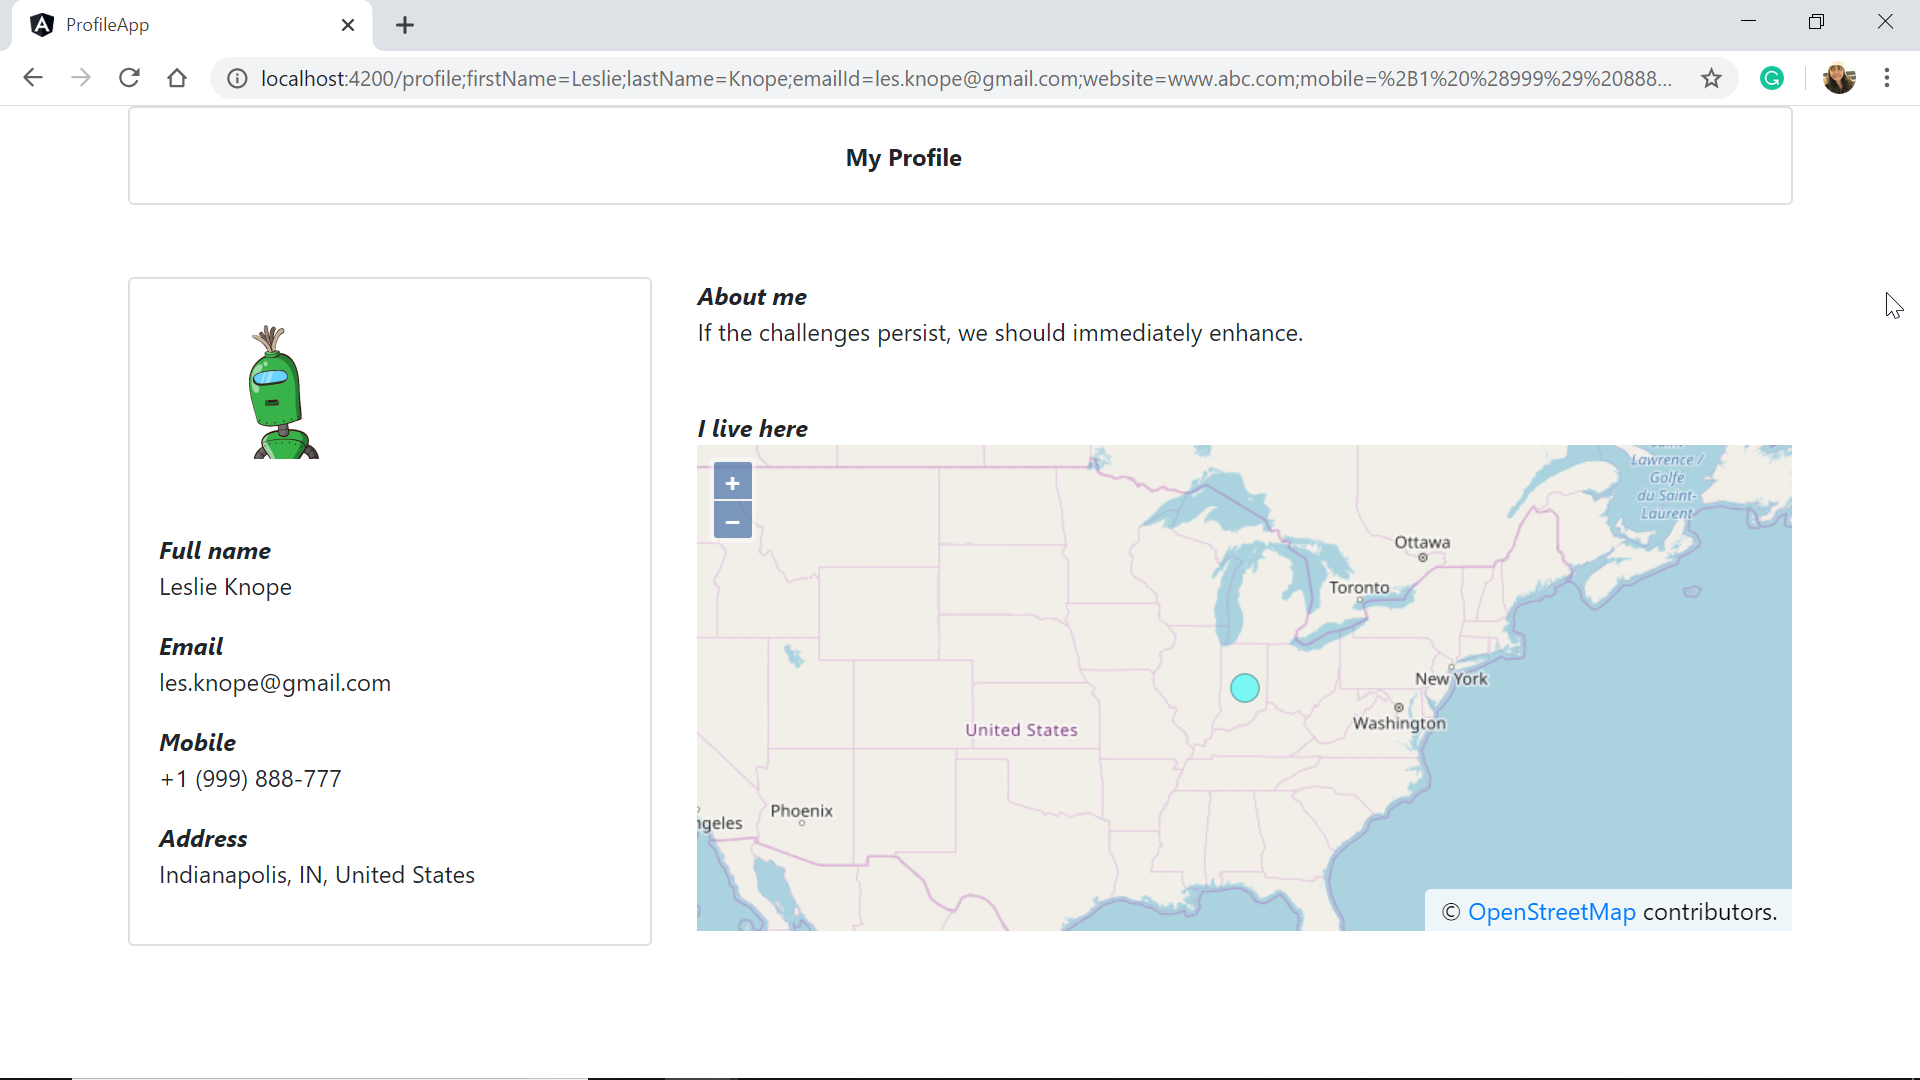 ProfileApp
localhost:4200/profile;firstName=Leslie;lastName=Knope;emailId=les.knope@gmail.com;website=www.abc.com;mobile=%2B1%20%28999%29%20888...
My Profile
About me
If the challenges persist, we should immediately enhance.
I live here
Full name
Leslie Knope
Email
les.knope@gmail.com
Mobile
+1 (999) 888-777
Address
Indianapolis, IN, United States
+
−
Lawrence /
Golfe
du Saint-
Laurent
Ottawa
Toronto
New York
Washington
United States
Phoenix
ngeles
© OpenStreetMap contributors.